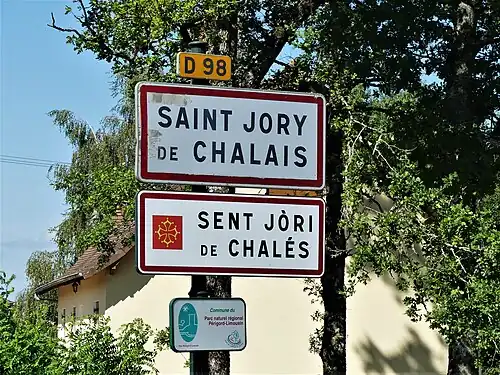 D 98
SAINT JORY
DE CHALAIS
SENT JÒRI
DE CHALÉS
Commune du
Parc naturel régional
Périgord-Limousin